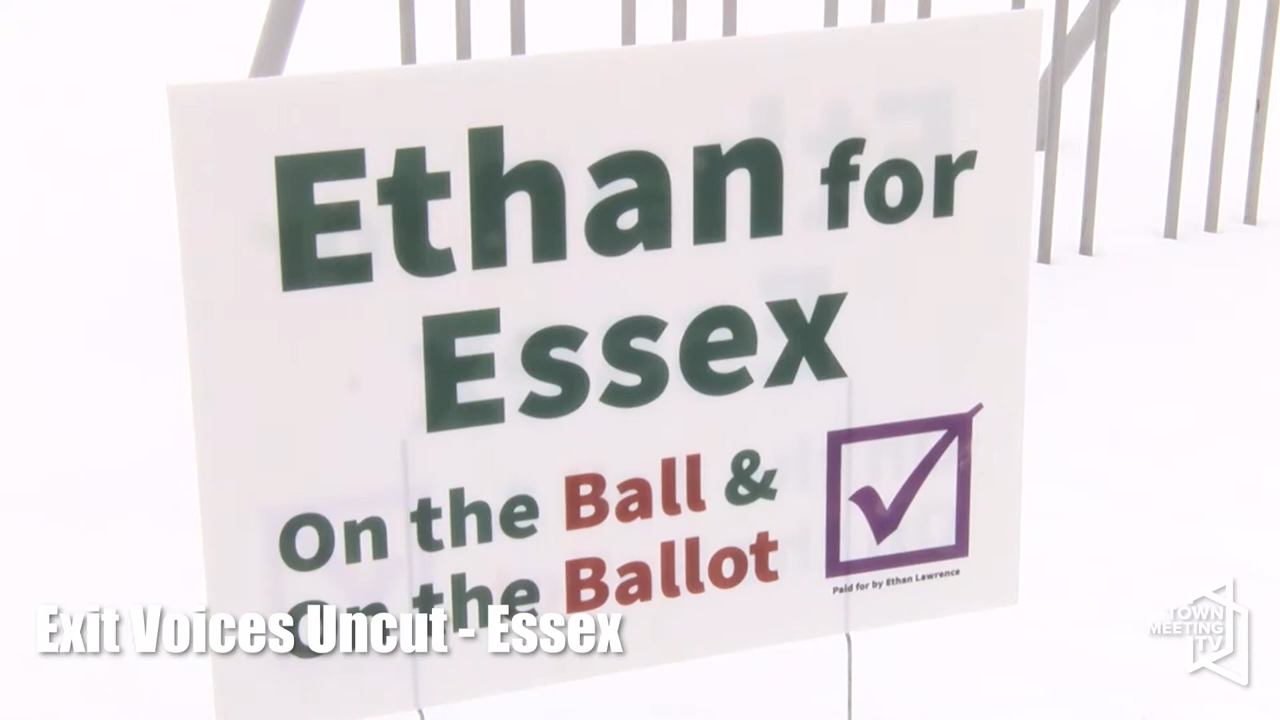 Ethan for
Essex
On the Ball &
On the Ballot
Paid for by Ethan Lawrence
Exit Voices Uncut - Essex
TOWN
MEETING
TV